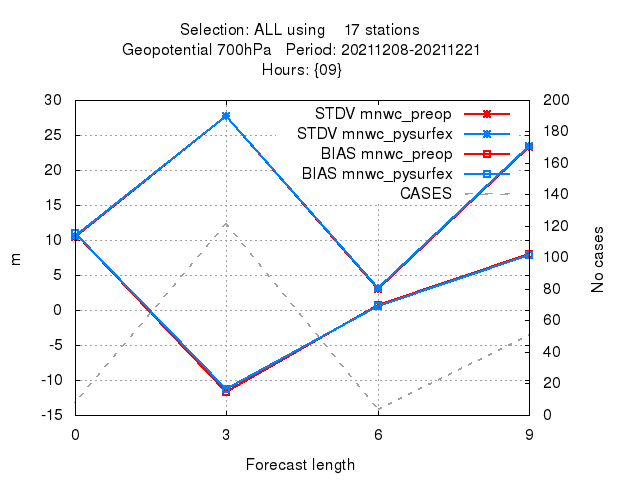 Selection: ALL using    17 stations
Geopotential 700hPa   Period: 20211208-20211221
Hours: {09}
STDV mnwc_preop
STDV mnwc_pysurfex
BIAS mnwc_preop
BIAS mnwc_pysurfex
CASES
30
25
20
15
10
5
0
-5
-10
-15
m
200
180
160
140
120
100
80
60
40
20
0
No cases
0 3 6 9
Forecast length